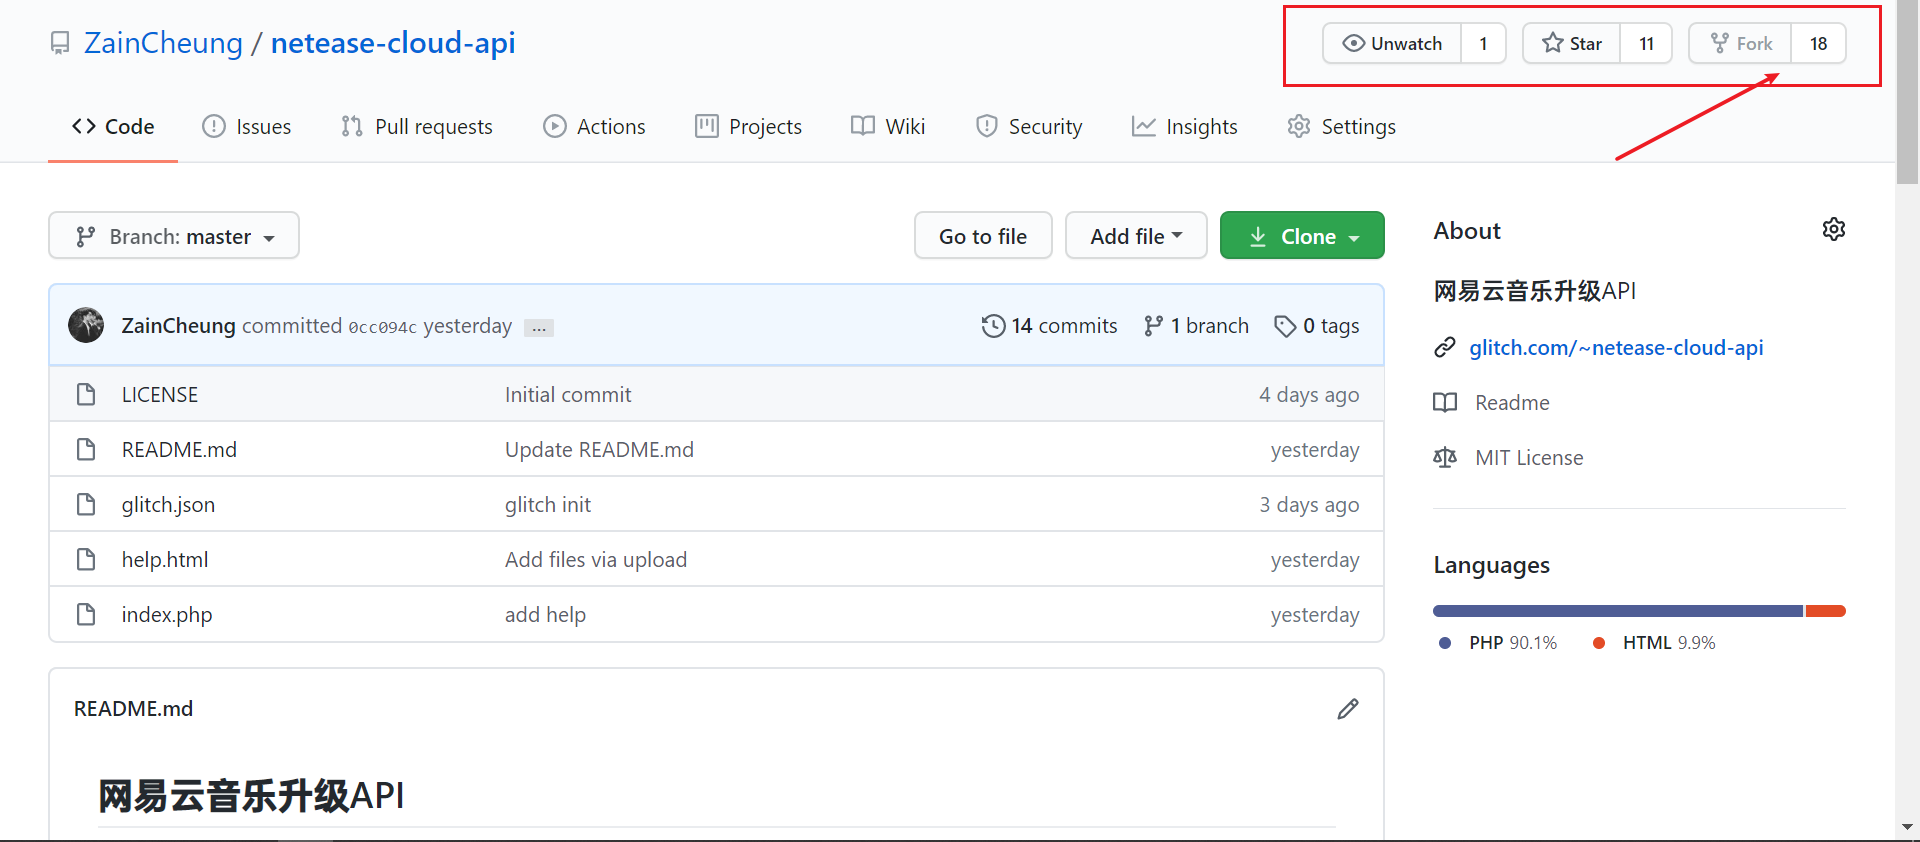 ZainCheung / netease-cloud-api
Unwatch 1 Star 11 Fork 18
Code Issues Pull requests Actions Projects Wiki Security Insights Settings
Branch: master Go to file Add file Clone
ZainCheung committed 0cc094c yesterday ... 14 commits 1 branch 0 tags
LICENSE Initial commit 4 days ago
README.md Update README.md yesterday
glitch.json glitch init 3 days ago
help.html Add files via upload yesterday
index.php add help yesterday
README.md
网易云音乐升级API
About
网易云音乐升级API
glitch.com/~netease-cloud-api
Readme
MIT License
Languages
PHP 90.1% HTML 9.9%